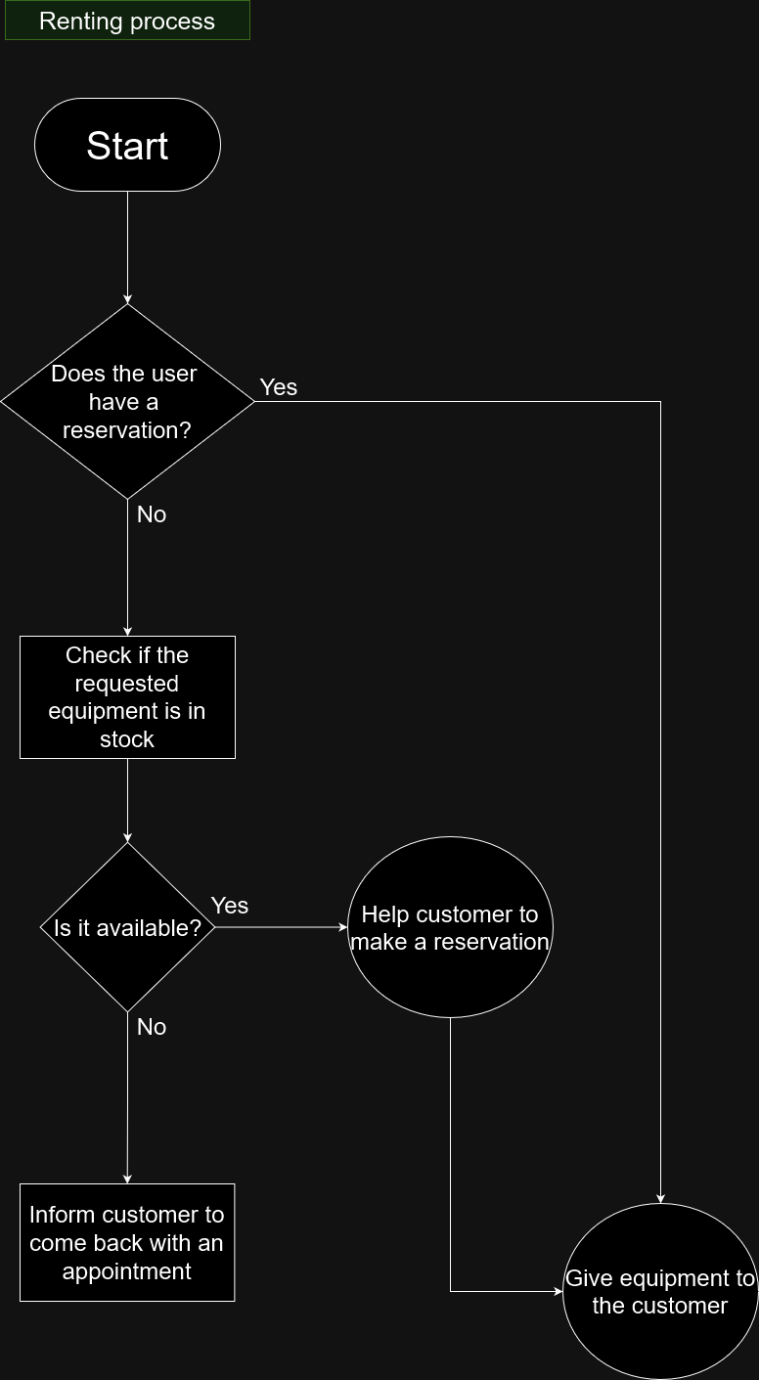 Renting process
Start
Does the user
have a
reservation?
Yes
No
Check if the
requested
equipment is in
stock
Is it available?
Yes
Help customer to
make a reservation
No
Inform customer to
come back with an
appointment
Give equipment to
the customer